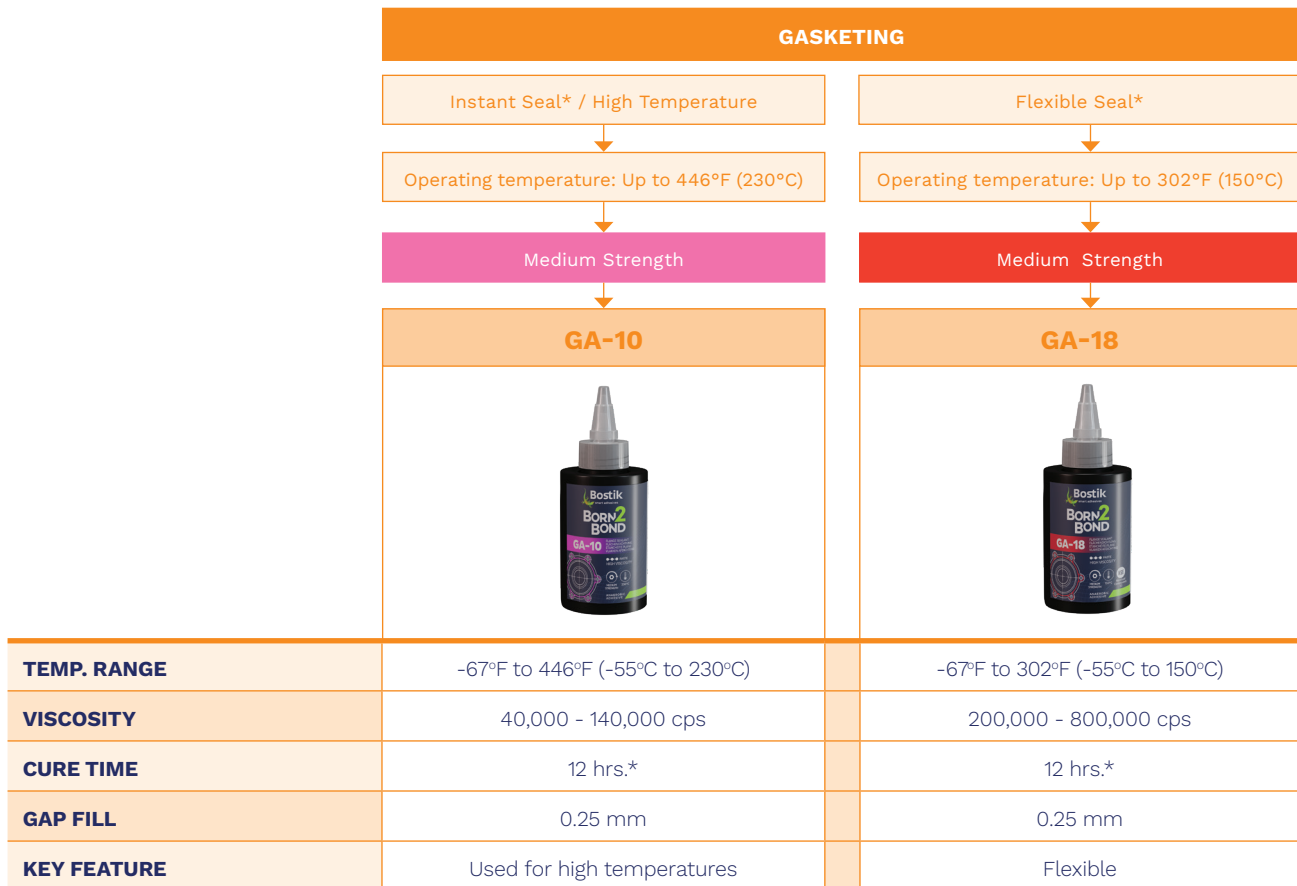 GASKETING
Instant Seal* / High Temperature
Flexible Seal*
Operating temperature: Up to 446°F (230°C)
Operating temperature: Up to 302°F (150°C)
Medium Strength
Medium Strength
GA-10
GA-18
Bostik
BORN2
BOND
GA-10
Bostik
BORN2
BOND
GA-18
TEMP. RANGE
-67°F to 446°F (-55°C to 230°C)
-67°F to 302°F (-55°C to 150°C)
VISCOSITY
40,000 - 140,000 cps
200,000 - 800,000 cps
CURE TIME
12 hrs.*
12 hrs.*
GAP FILL
0.25 mm
0.25 mm
KEY FEATURE
Used for high temperatures
Flexible